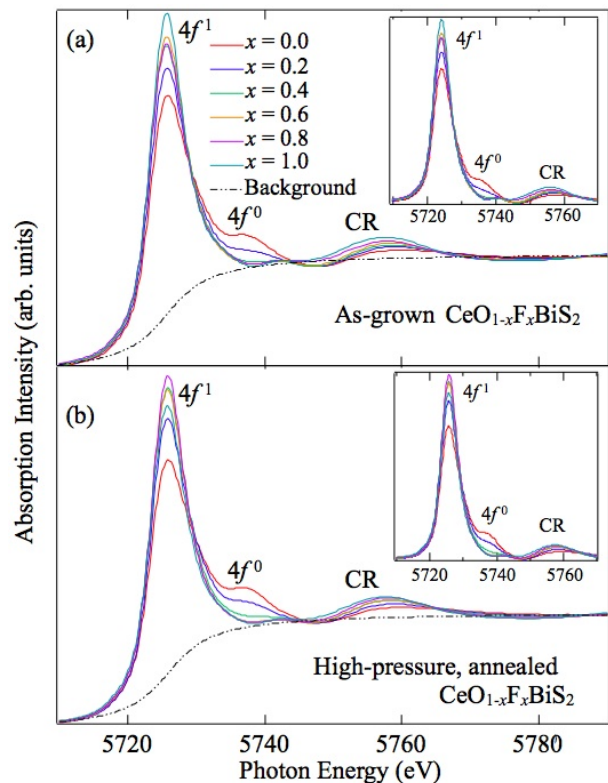 (a)
4f¹
x = 0.0
x = 0.2
x = 0.4
x = 0.6
x = 0.8
x = 1.0
Background
4f⁰
CR
As-grown CeO₁₋ₓFₓBiS₂
4f¹
4f⁰
CR
5720 5740 5760
(b)
4f¹
4f⁰
CR
High-pressure, annealed
CeO₁₋ₓFₓBiS₂
4f¹
4f⁰
CR
5720 5740 5760
Absorption Intensity (arb. units)
5720 5740 5760 5780
Photon Energy (eV)